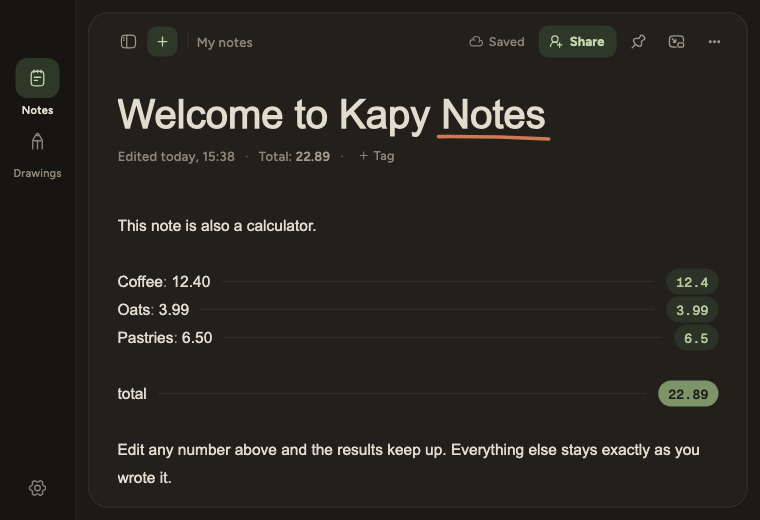 My notes
Saved
Share
Notes
Drawings
Welcome to Kapy Notes
Edited today, 15:38 · Total: 22.89 · + Tag
This note is also a calculator.
Coffee: 12.40 12.4
Oats: 3.99 3.99
Pastries: 6.50 6.5
total 22.89
Edit any number above and the results keep up. Everything else stays exactly as you
wrote it.